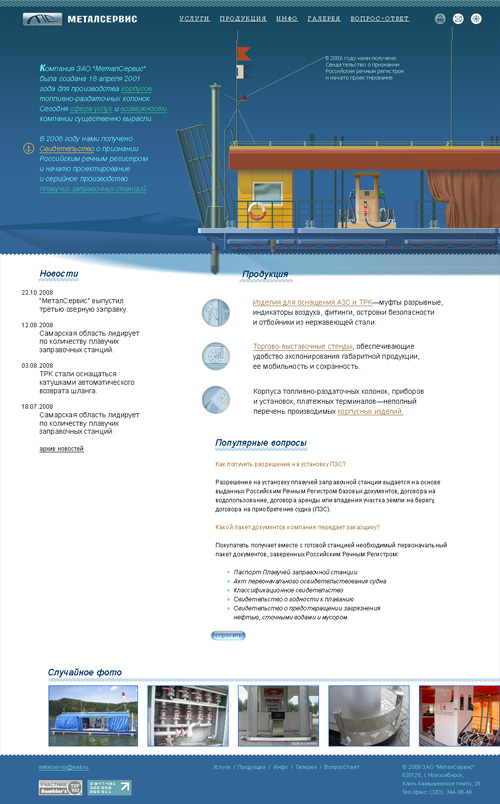 МЕТАЛСЕРВИС
УСЛУГИ ПРОДУКЦИЯ ИНФО ГАЛЕРЕЯ ВОПРОС-ОТВЕТ
В 2006 году нами получено
Свидетельство о признании
Российским речным регистром
и начато проектирование
Компания ЗАО "МеталСервис"
была создана 18 апреля 2001
года для производства корпусов
топливно-раздаточных колонок.
Сегодня сфера услуг и возможности
компании существенно выросли.
В 2006 году нами получено
Свидетельство о признании
Российским речным регистром
и начато проектирование
и серийное производство
плавучих заправочных станций.
Новости
22.10.2008
"МеталСервис" выпустил
третью озерную заправку.
12.08.2008
Самарская область лидирует
по количеству плавучих
заправочных станций.
03.08.2008
ТРК стали оснащаться
катушками автоматического
возврата шланга.
18.07.2008
Самарская область лидирует
по количеству плавучих
заправочных станций.
архив новостей
Продукция
Изделия для оснащения АЗС и ТРК—муфты разрывные,
индикаторы воздуха, фитинги, островки безопасности
и отбойники из нержавеющей стали.
Торгово-выставочные стенды, обеспечивающие
удобство экспонирования габаритной продукции,
ее мобильность и сохранность.
Корпуса топливно-раздаточных колонок, приборов
и установок, платежных терминалов—неполный
перечень производимых корпусных изделий.
Популярные вопросы
Как получить разрешение на установку ПЗС?
Разрешение на установку плавучей заправочной станции выдается на основе
выданных Российским Речным Регистром базовых документов, договора на
водопользование, договора аренды или владения участка земли на берегу,
договора на приобретение судна (ПЗС).
Какой пакет документов компания передает заказчику?
Покупатель получает вместе с готовой станцией необходимый первоначальный
пакет документов, заверенных Российским Речным Регистром:
Паспорт Плавучей заправочной станции
Акт первоначального освидетельствования судна
Классификационное свидетельство
Свидетельство о годности к плаванию
Свидетельство о предотвращении загрязнения
нефтью, сточными водами и мусором.
спросить
Случайное фото
metalservis@mail.ru
Услуги / Продукция / Инфо / Галерея / ВопросОтвет
© 2008 ЗАО "МеталСервис"
630126, г. Новосибирск,
Ключ-Камышенское плато, 26
Тел./факс: (383) 344-98-49
УЧАСТНИК
Rambler's
TOP 100